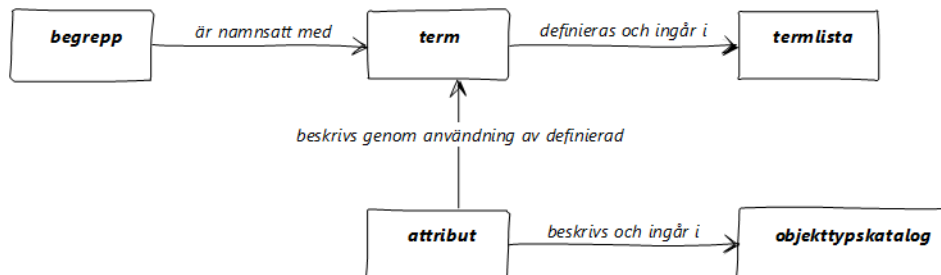 begrepp
är namnsatt med
term
definieras och ingår i
termlista
beskrivs genom användning av definierad
attribut
beskrivs och ingår i
objekttypskatalog